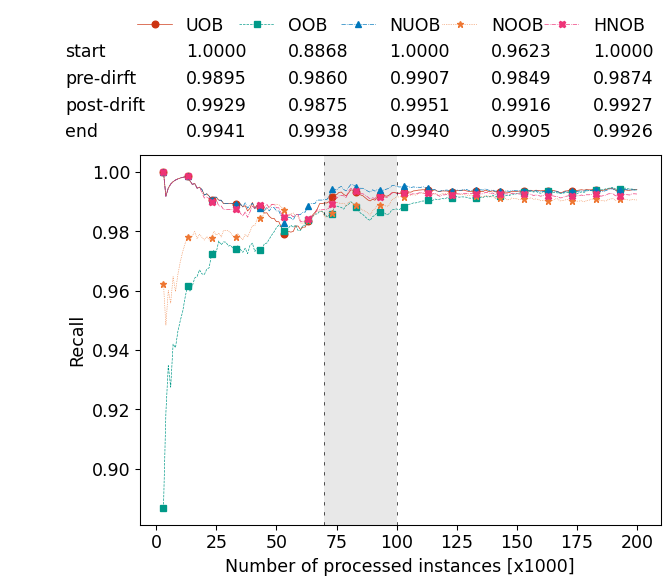 UOB OOB NUOB NOOB HNOB
start 1.0000 0.8868 1.0000 0.9623 1.0000
pre-dirft 0.9895 0.9860 0.9907 0.9849 0.9874
post-drift 0.9929 0.9875 0.9951 0.9916 0.9927
end 0.9941 0.9938 0.9940 0.9905 0.9926
1.00
0.98
0.96
0.94
0.92
0.90
Recall
0 25 50 75 100 125 150 175 200
Number of processed instances [x1000]